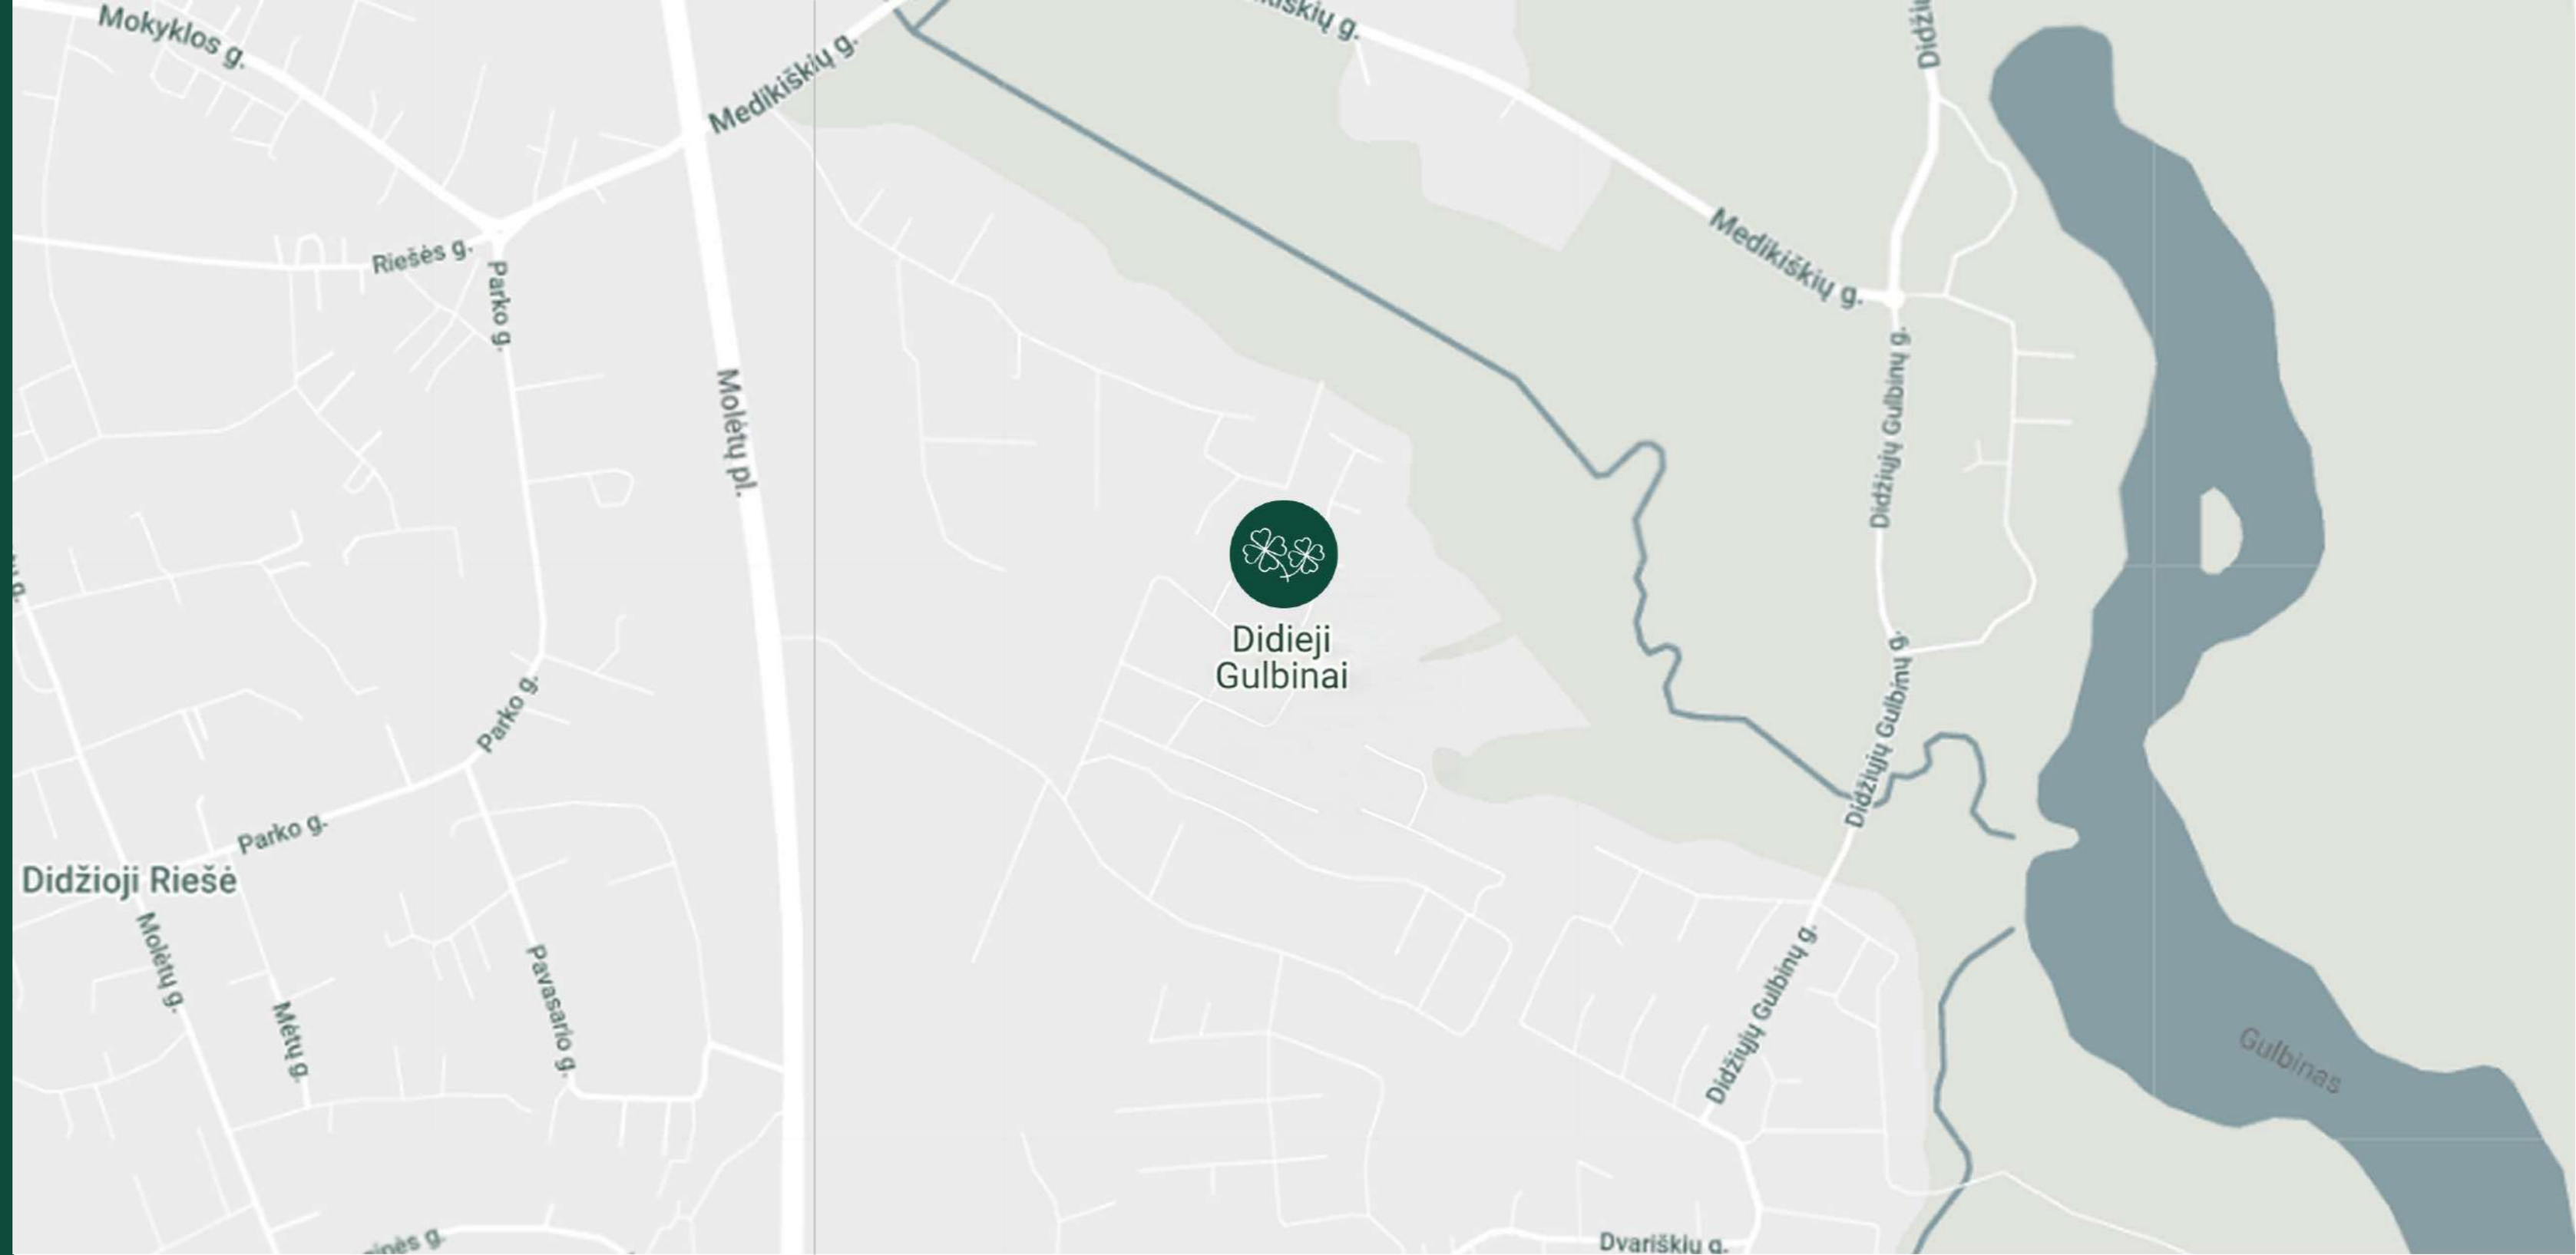 Mokyklos g.
Medikiškių g.
Riešės g.
Parko g.
Molėtų pl.
Medikiškių g.
Didžiųjų Gulbinų g.
Didieji
Gulbinai
Didžiųjų Gulbinų g.
Parko g.
Parko g.
Didžioji Riešė
Molėtų g.
Mėtų g.
Pavasario g.
Didžiųjų Gulbinų g.
Gulbinas
Dvariškių g.